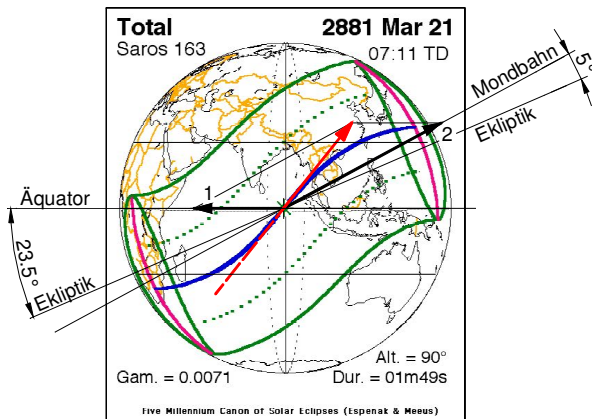 Total 2881 Mar 21
Saros 163 07:11 TD
5°
Mondbahn
Ekliptik
2
1
Äquator
23.5°
Ekliptik
Alt. = 90°
Gam. = 0.0071 Dur. = 01m49s
Five Millennium Canon of Solar Eclipses (Espenak & Meeus)